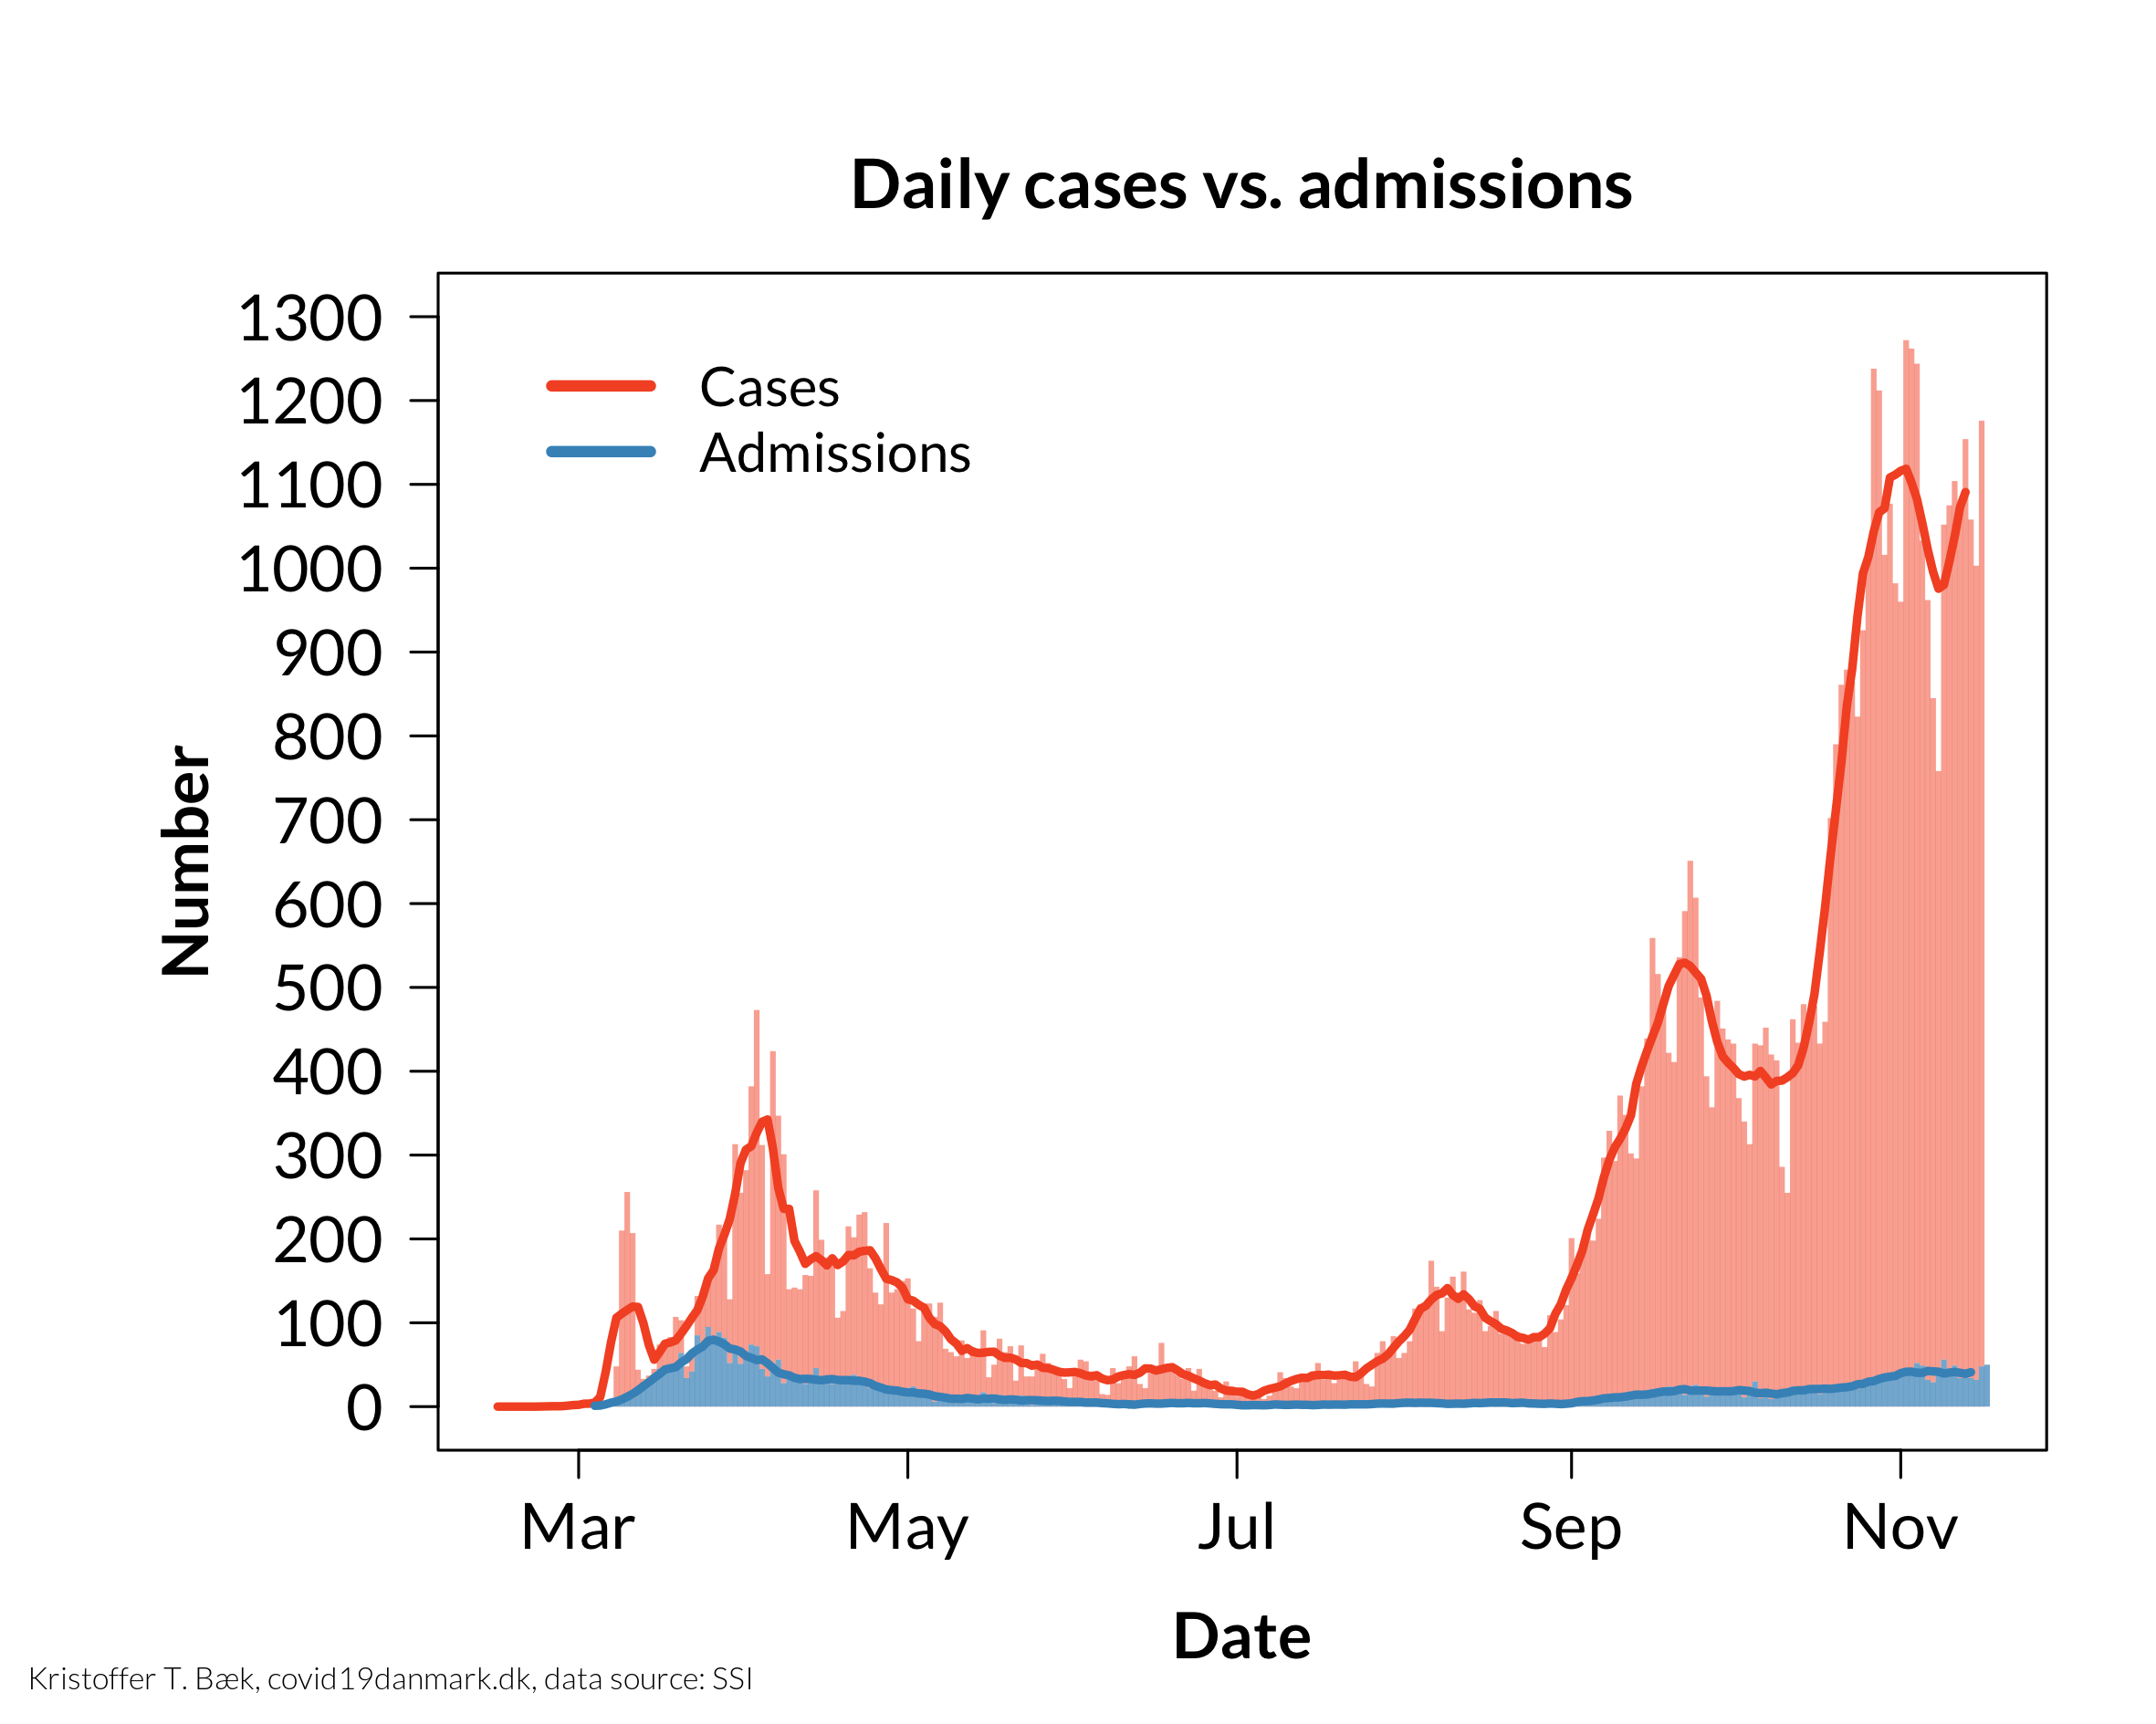 Daily cases vs. admissions
Cases
Admissions
1300
1200
1100
1000
900
800
700
600
500
400
300
200
100
0
Number
Mar May Jul Sep Nov
Date
Kristoffer T. Bæk, covid19danmark.dk, data source: SSI